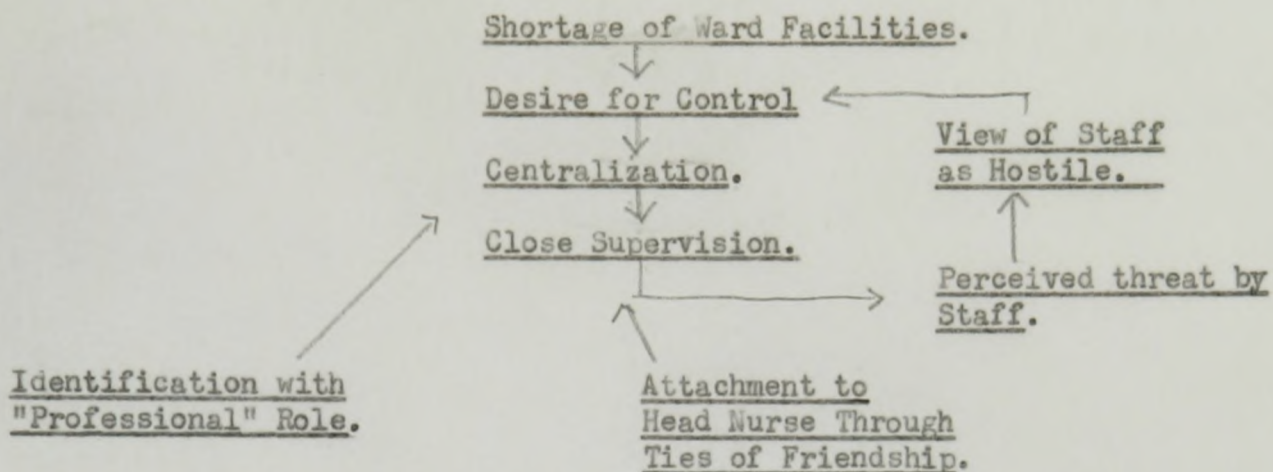 Shortage of Ward Facilities.
Desire for Control
View of Staff
as Hostile.
Centralization.
Close Supervision.
Perceived threat by
Staff.
Identification with
"Professional" Role.
Attachment to
Head Nurse Through
Ties of Friendship.